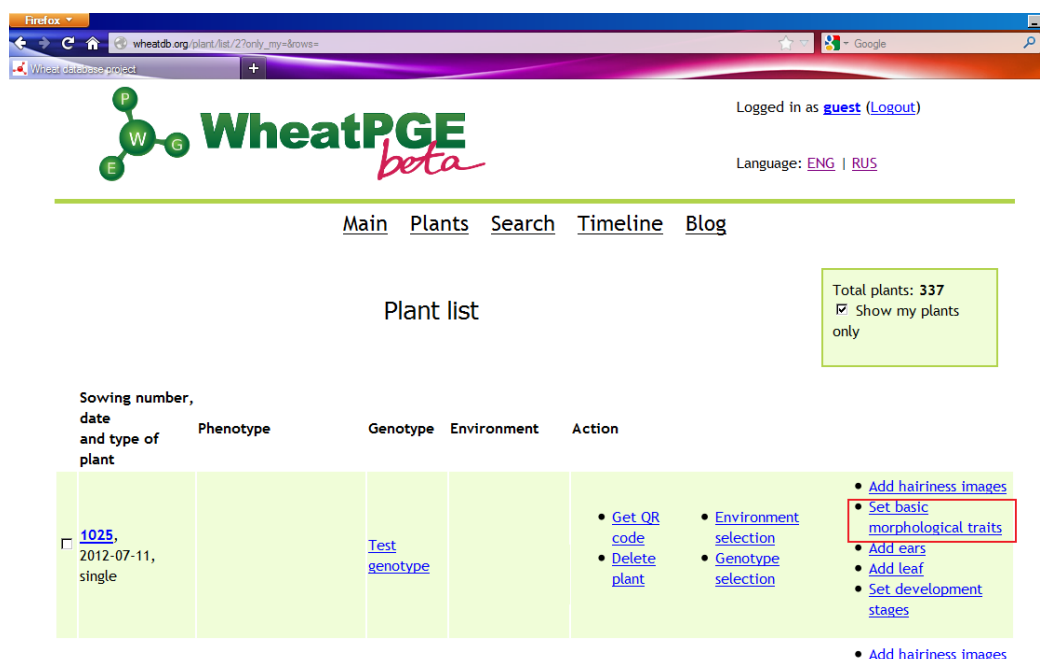 Firefox
wheatdb.org/plant/list/2?only_my=&rows=
Google
Wheat database project
+
P
W
G
E
WheatPGE
beta
Logged in as guest (Logout)
Language: ENG | RUS
Main Plants Search Timeline Blog
Plant list
Total plants: 337
Show my plants
only
Sowing number,
date
and type of
plant
Phenotype
Genotype
Environment
Action
1025,
2012-07-11,
single
Test
genotype
Get QR
code
Delete
plant
Environment
selection
Genotype
selection
Add hairiness images
Set basic
morphological traits
Add ears
Add leaf
Set development
stages
Add hairiness images